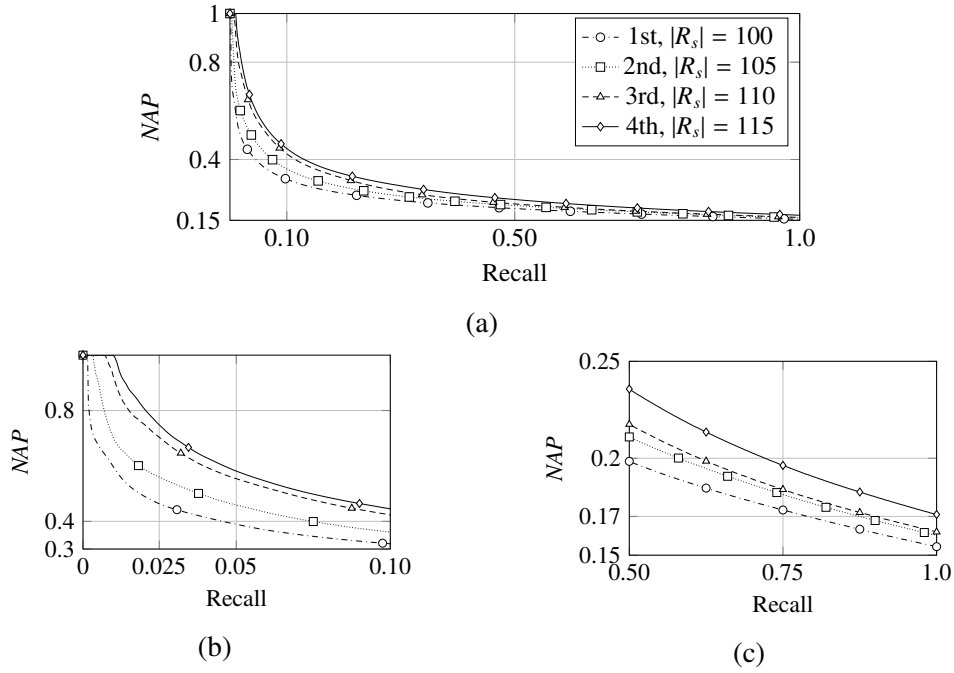 1
0.8
0.4
0.15
NAP
0.10
0.50
1.0
Recall
1st, |R_s| = 100
2nd, |R_s| = 105
3rd, |R_s| = 110
4th, |R_s| = 115
(a)
0.8
0.4
0.3
NAP
0
0.025
0.05
0.10
Recall
(b)
0.25
0.2
0.17
0.15
NAP
0.50
0.75
1.0
Recall
(c)